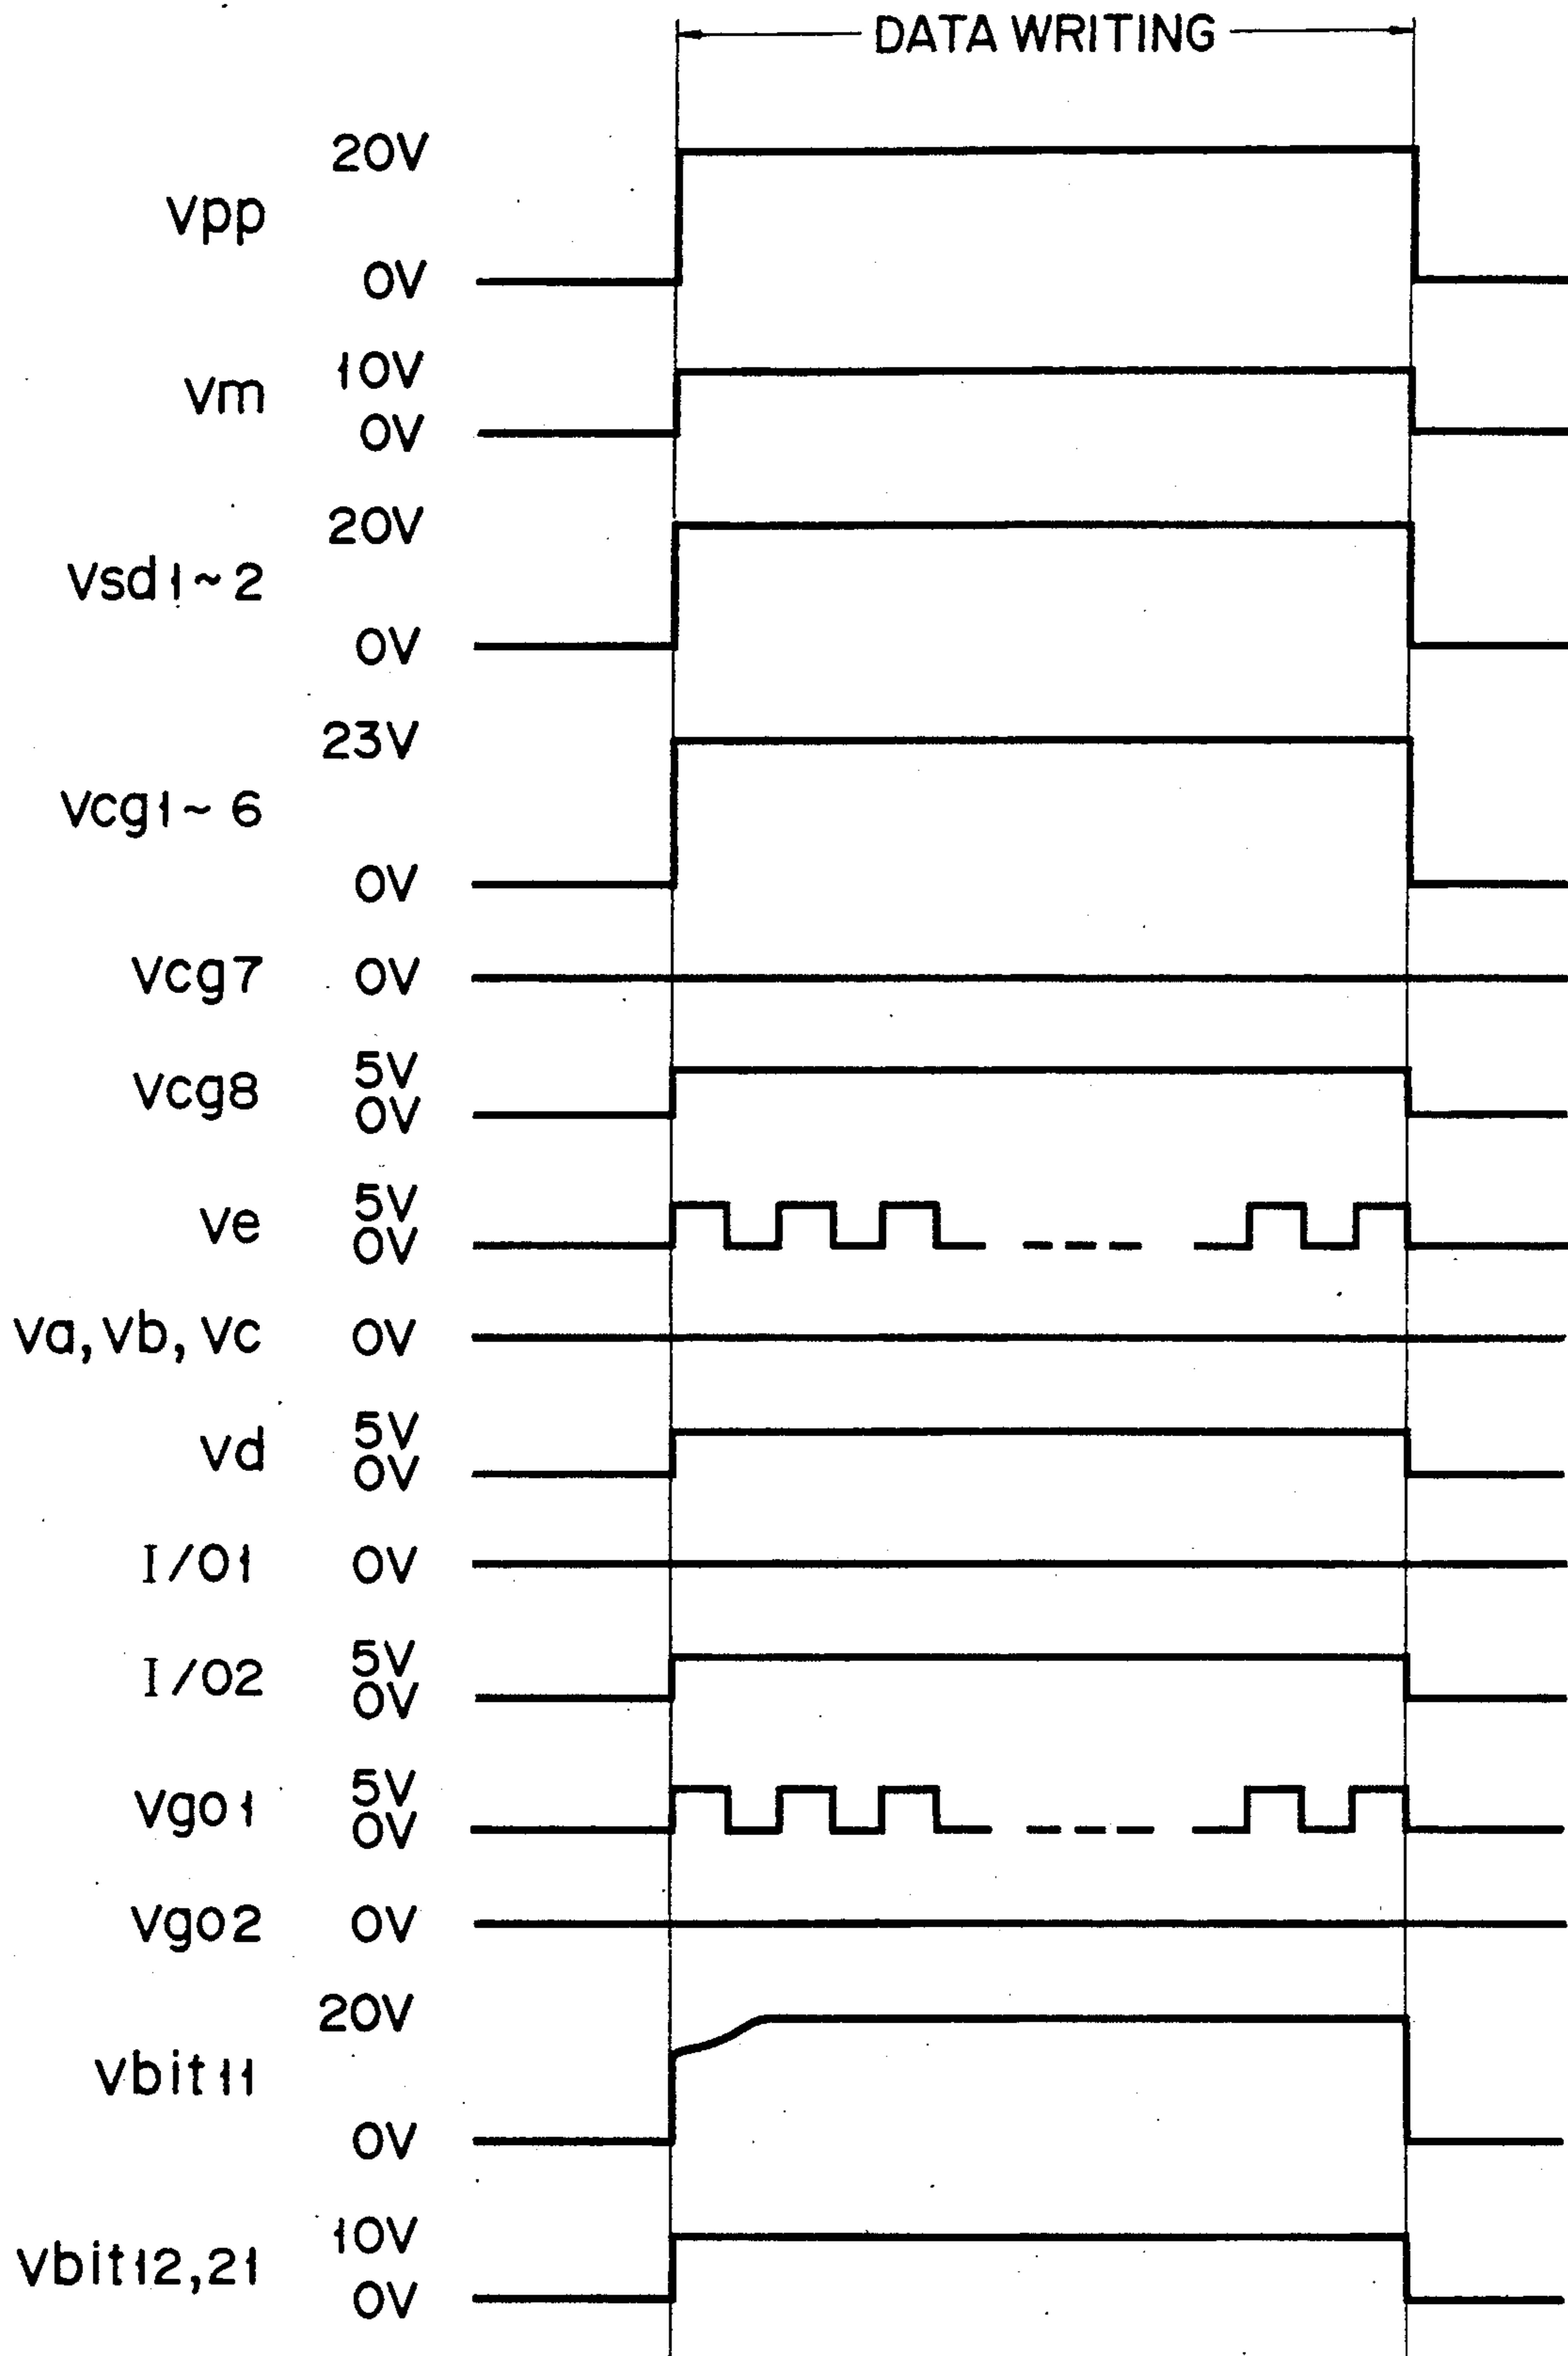 DATA WRITING
20V
Vpp
0V
10V
Vm
0V
20V
Vsd1~2
0V
23V
Vcg1~6
0V
Vcg7 0V
5V
Vcg8
0V
5V
Ve
0V
Va, Vb, Vc 0V
5V
Vd
0V
I/O1 0V
5V
I/O2
0V
5V
Vgo1
0V
Vgo2 0V
20V
Vbit11
0V
10V
Vbit12,21
0V